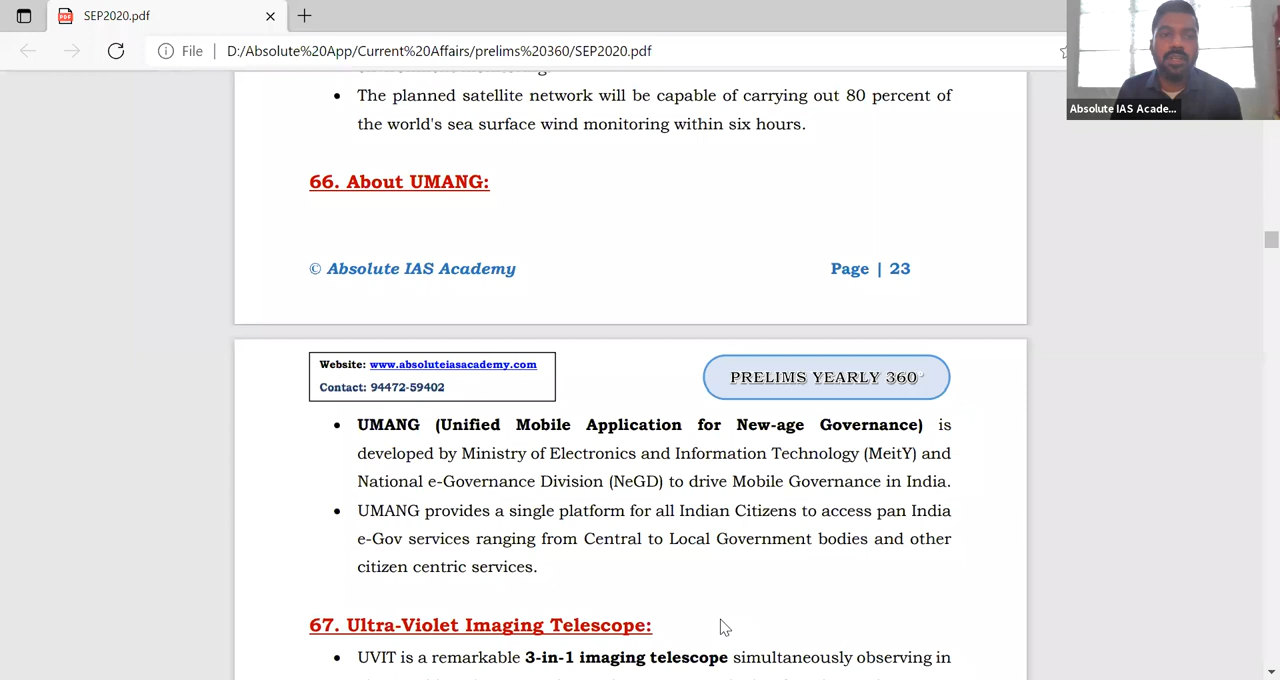 SEP2020.pdf
File | D:/Absolute%20App/Current%20Affairs/prelims%20360/SEP2020.pdf
Absolute IAS Acade...
• The planned satellite network will be capable of carrying out 80 percent of
the world's sea surface wind monitoring within six hours.
66. About UMANG:
© Absolute IAS Academy
Page | 23
Website: www.absoluteiasacademy.com
Contact: 94472-59402
PRELIMS YEARLY 360°
• UMANG (Unified Mobile Application for New-age Governance) is
developed by Ministry of Electronics and Information Technology (MeitY) and
National e-Governance Division (NeGD) to drive Mobile Governance in India.
• UMANG provides a single platform for all Indian Citizens to access pan India
e-Gov services ranging from Central to Local Government bodies and other
citizen centric services.
67. Ultra-Violet Imaging Telescope:
• UVIT is a remarkable 3-in-1 imaging telescope simultaneously observing in